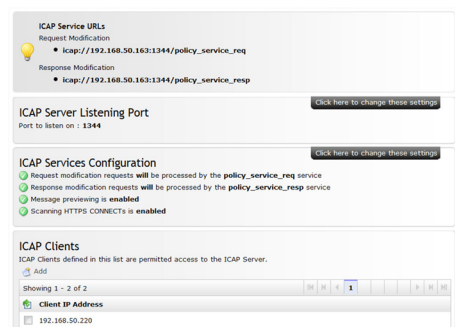 ICAP Service URLs
Request Modification
• icap://192.168.50.163:1344/policy_service_req
Response Modification
• icap://192.168.50.163:1344/policy_service_resp
Click here to change these settings
ICAP Server Listening Port
Port to listen on : 1344
Click here to change these settings
ICAP Services Configuration
Request modification requests will be processed by the policy_service_req service
Response modification requests will be processed by the policy_service_resp service
Message previewing is enabled
Scanning HTTPS CONNECTs is enabled
ICAP Clients
ICAP Clients defined in this list are permitted access to the ICAP Server.
Add
Showing 1 - 2 of 2 1
Client IP Address
192.168.50.220